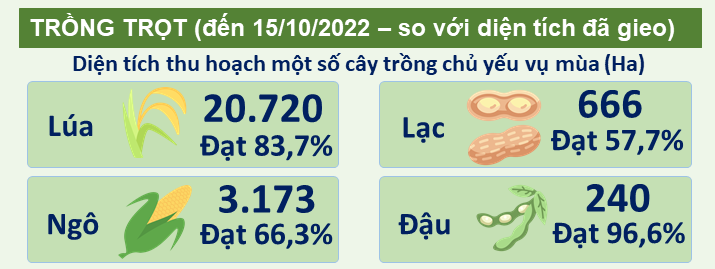 TRỒNG TRỌT (đến 15/10/2022 – so với diện tích đã gieo)
Diện tích thu hoạch một số cây trồng chủ yếu vụ mùa (Ha)
Lúa
20.720
Đạt 83,7%
Lạc
666
Đạt 57,7%
Ngô
3.173
Đạt 66,3%
Đậu
240
Đạt 96,6%